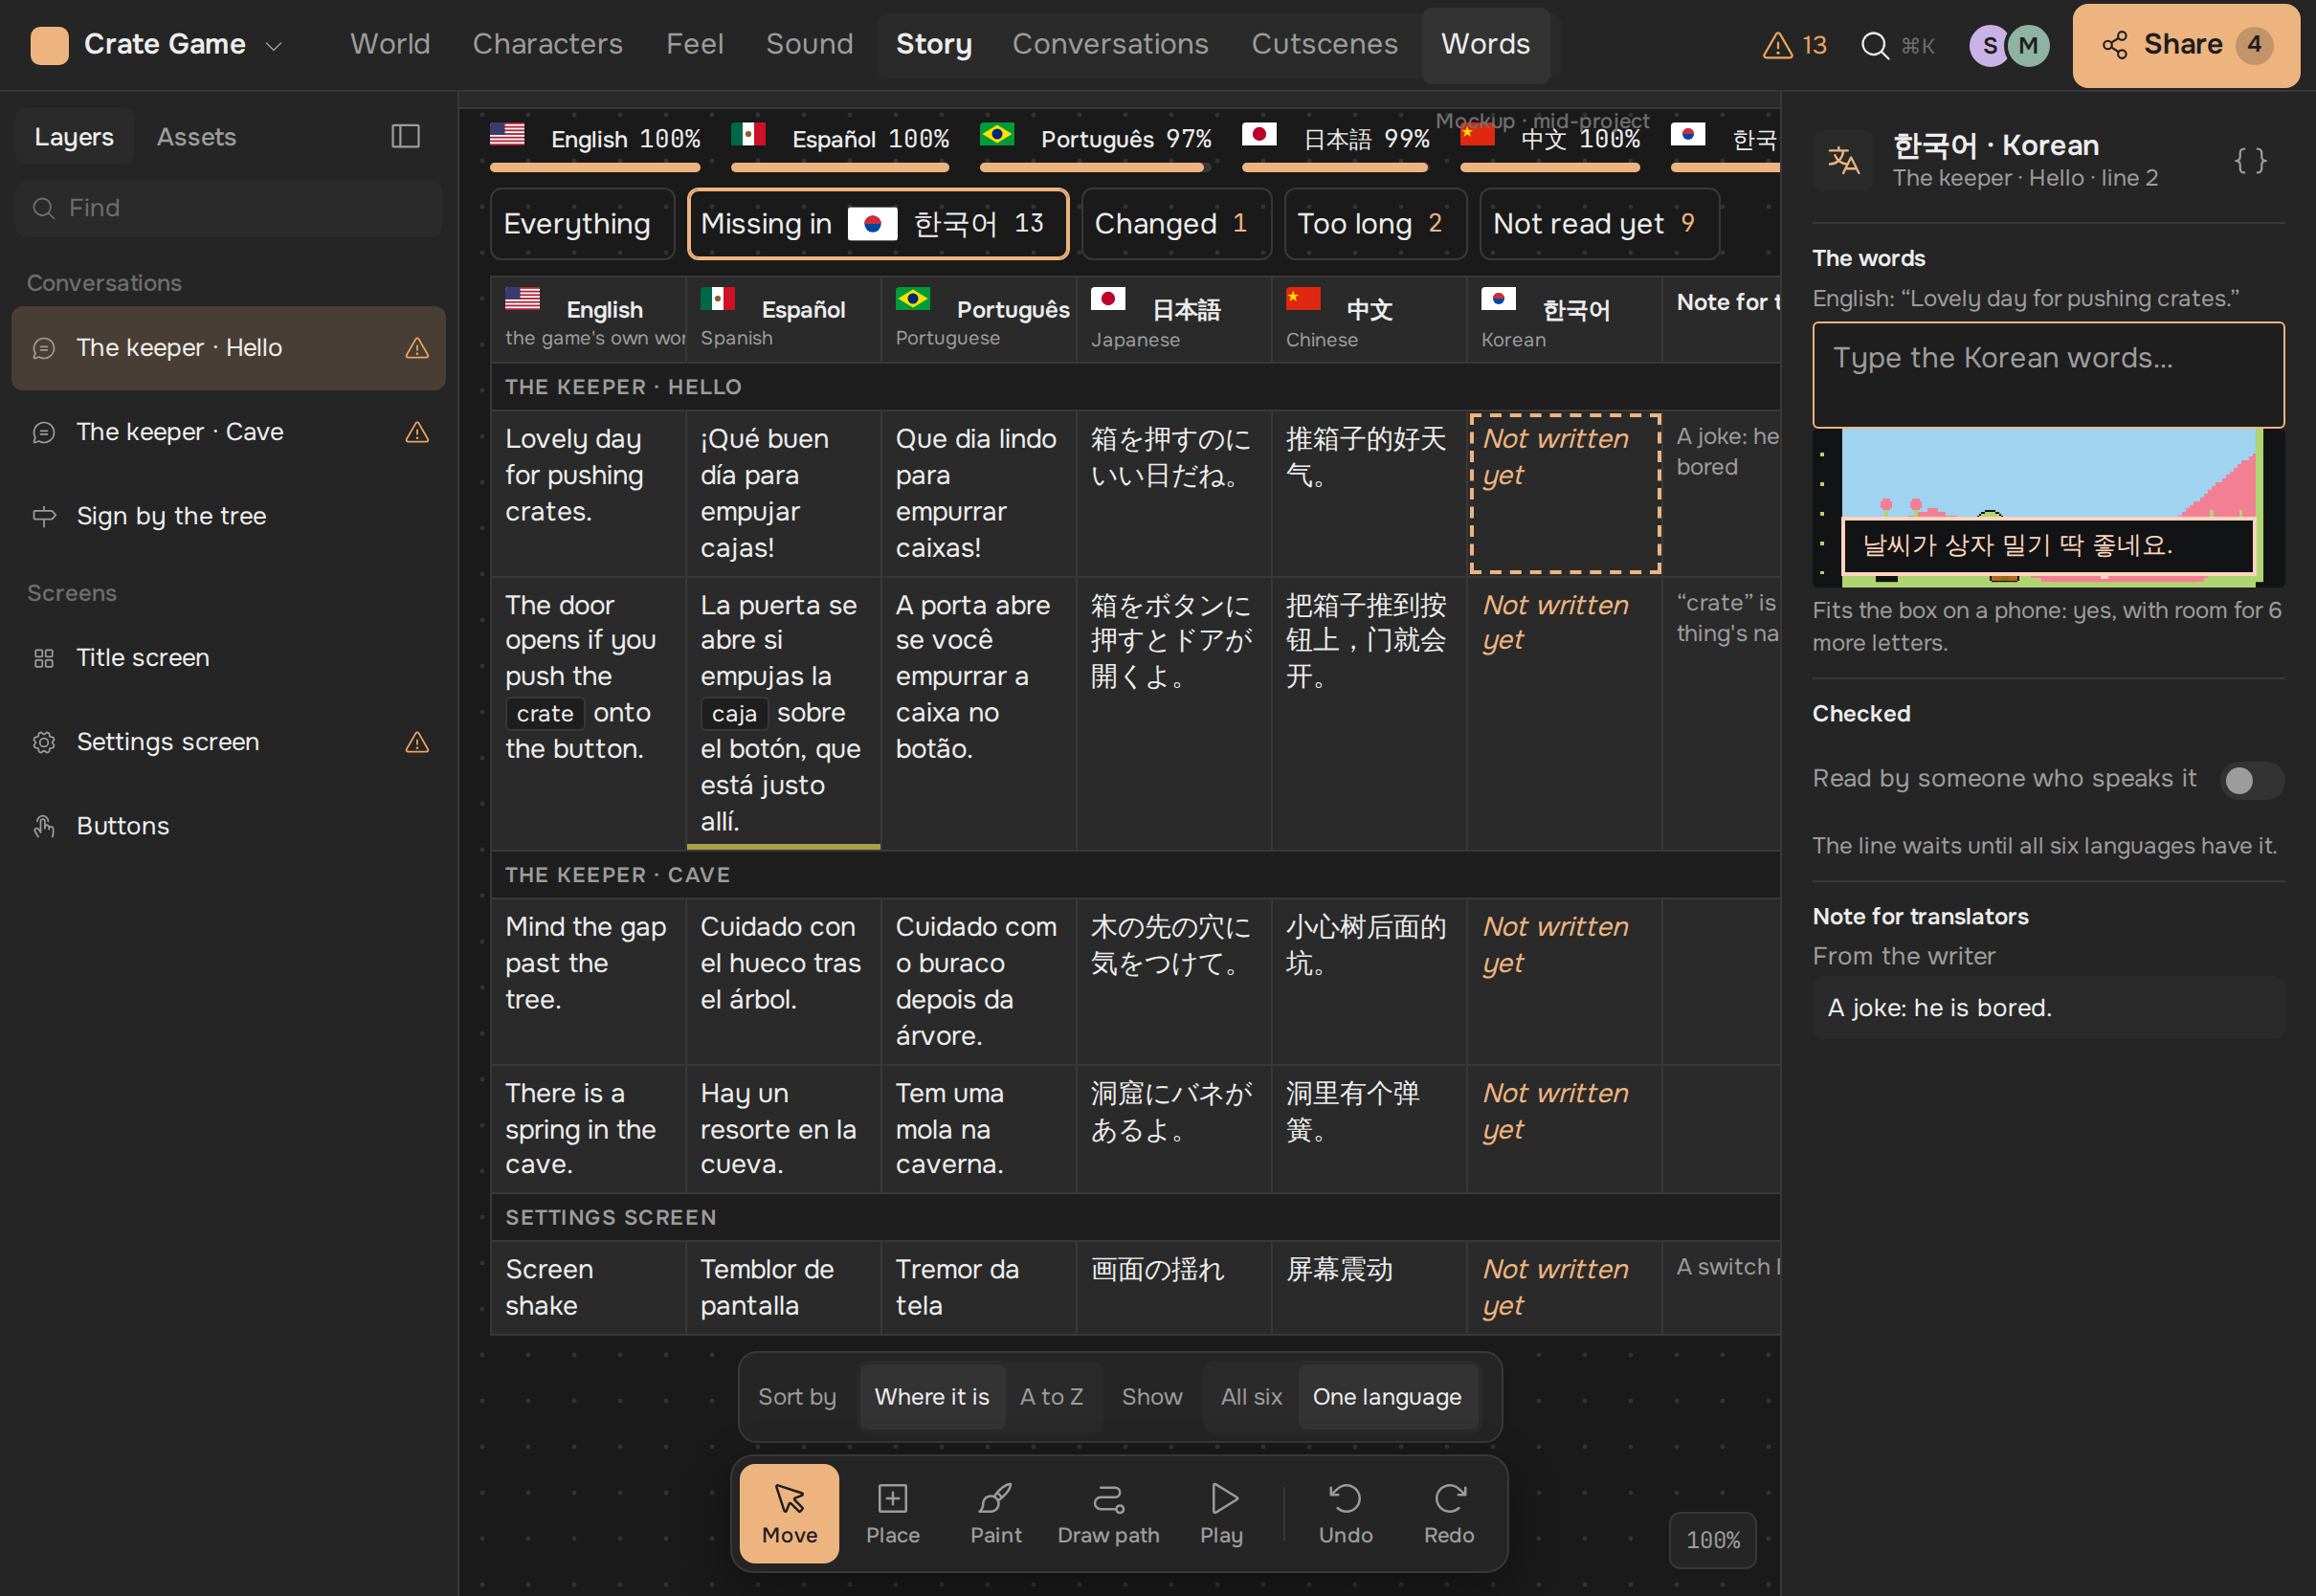 Crate Game
World
Characters
Feel
Sound
Story
Conversations
Cutscenes
Words
13
⌘K
S
M
Share 4
Layers
Assets
Find
Conversations
The keeper · Hello
The keeper · Cave
Sign by the tree
Screens
Title screen
Settings screen
Buttons
Mockup · mid-project
English 100%
Español 100%
Português 97%
日本語 99%
中文 100%
한국
Everything
Missing in 한국어 13
Changed 1
Too long 2
Not read yet 9
English
the game's own wor
Español
Spanish
Português
Portuguese
日本語
Japanese
中文
Chinese
한국어
Korean
Note for t
THE KEEPER · HELLO
Lovely day
for pushing
crates.
¡Qué buen
día para
empujar
cajas!
Que dia lindo
para
empurrar
caixas!
箱を押すのに
いい日だね。
推箱子的好天
气。
Not written
yet
A joke: he
bored
The door
opens if you
push the
crate onto
the button.
La puerta se
abre si
empujas la
caja sobre
el botón, que
está justo
allí.
A porta abre
se você
empurrar a
caixa no
botão.
箱をボタンに
押すとドアが
開くよ。
把箱子推到按
钮上，门就会
开。
Not written
yet
“crate” is
thing's na
THE KEEPER · CAVE
Mind the gap
past the
tree.
Cuidado con
el hueco tras
el árbol.
Cuidado com
o buraco
depois da
árvore.
木の先の穴に
気をつけて。
小心树后面的
坑。
Not written
yet
There is a
spring in the
cave.
Hay un
resorte en la
cueva.
Tem uma
mola na
caverna.
洞窟にバネが
あるよ。
洞里有个弹
簧。
Not written
yet
SETTINGS SCREEN
Screen
shake
Temblor de
pantalla
Tremor da
tela
画面の揺れ
屏幕震动
Not written
yet
A switch l
Sort by
Where it is
A to Z
Show
All six
One language
Move
Place
Paint
Draw path
Play
Undo
Redo
100%
한국어 · Korean
The keeper · Hello · line 2
{ }
The words
English: “Lovely day for pushing crates.”
Type the Korean words...
날씨가 상자 밀기 딱 좋네요.
Fits the box on a phone: yes, with room for 6
more letters.
Checked
Read by someone who speaks it
The line waits until all six languages have it.
Note for translators
From the writer
A joke: he is bored.